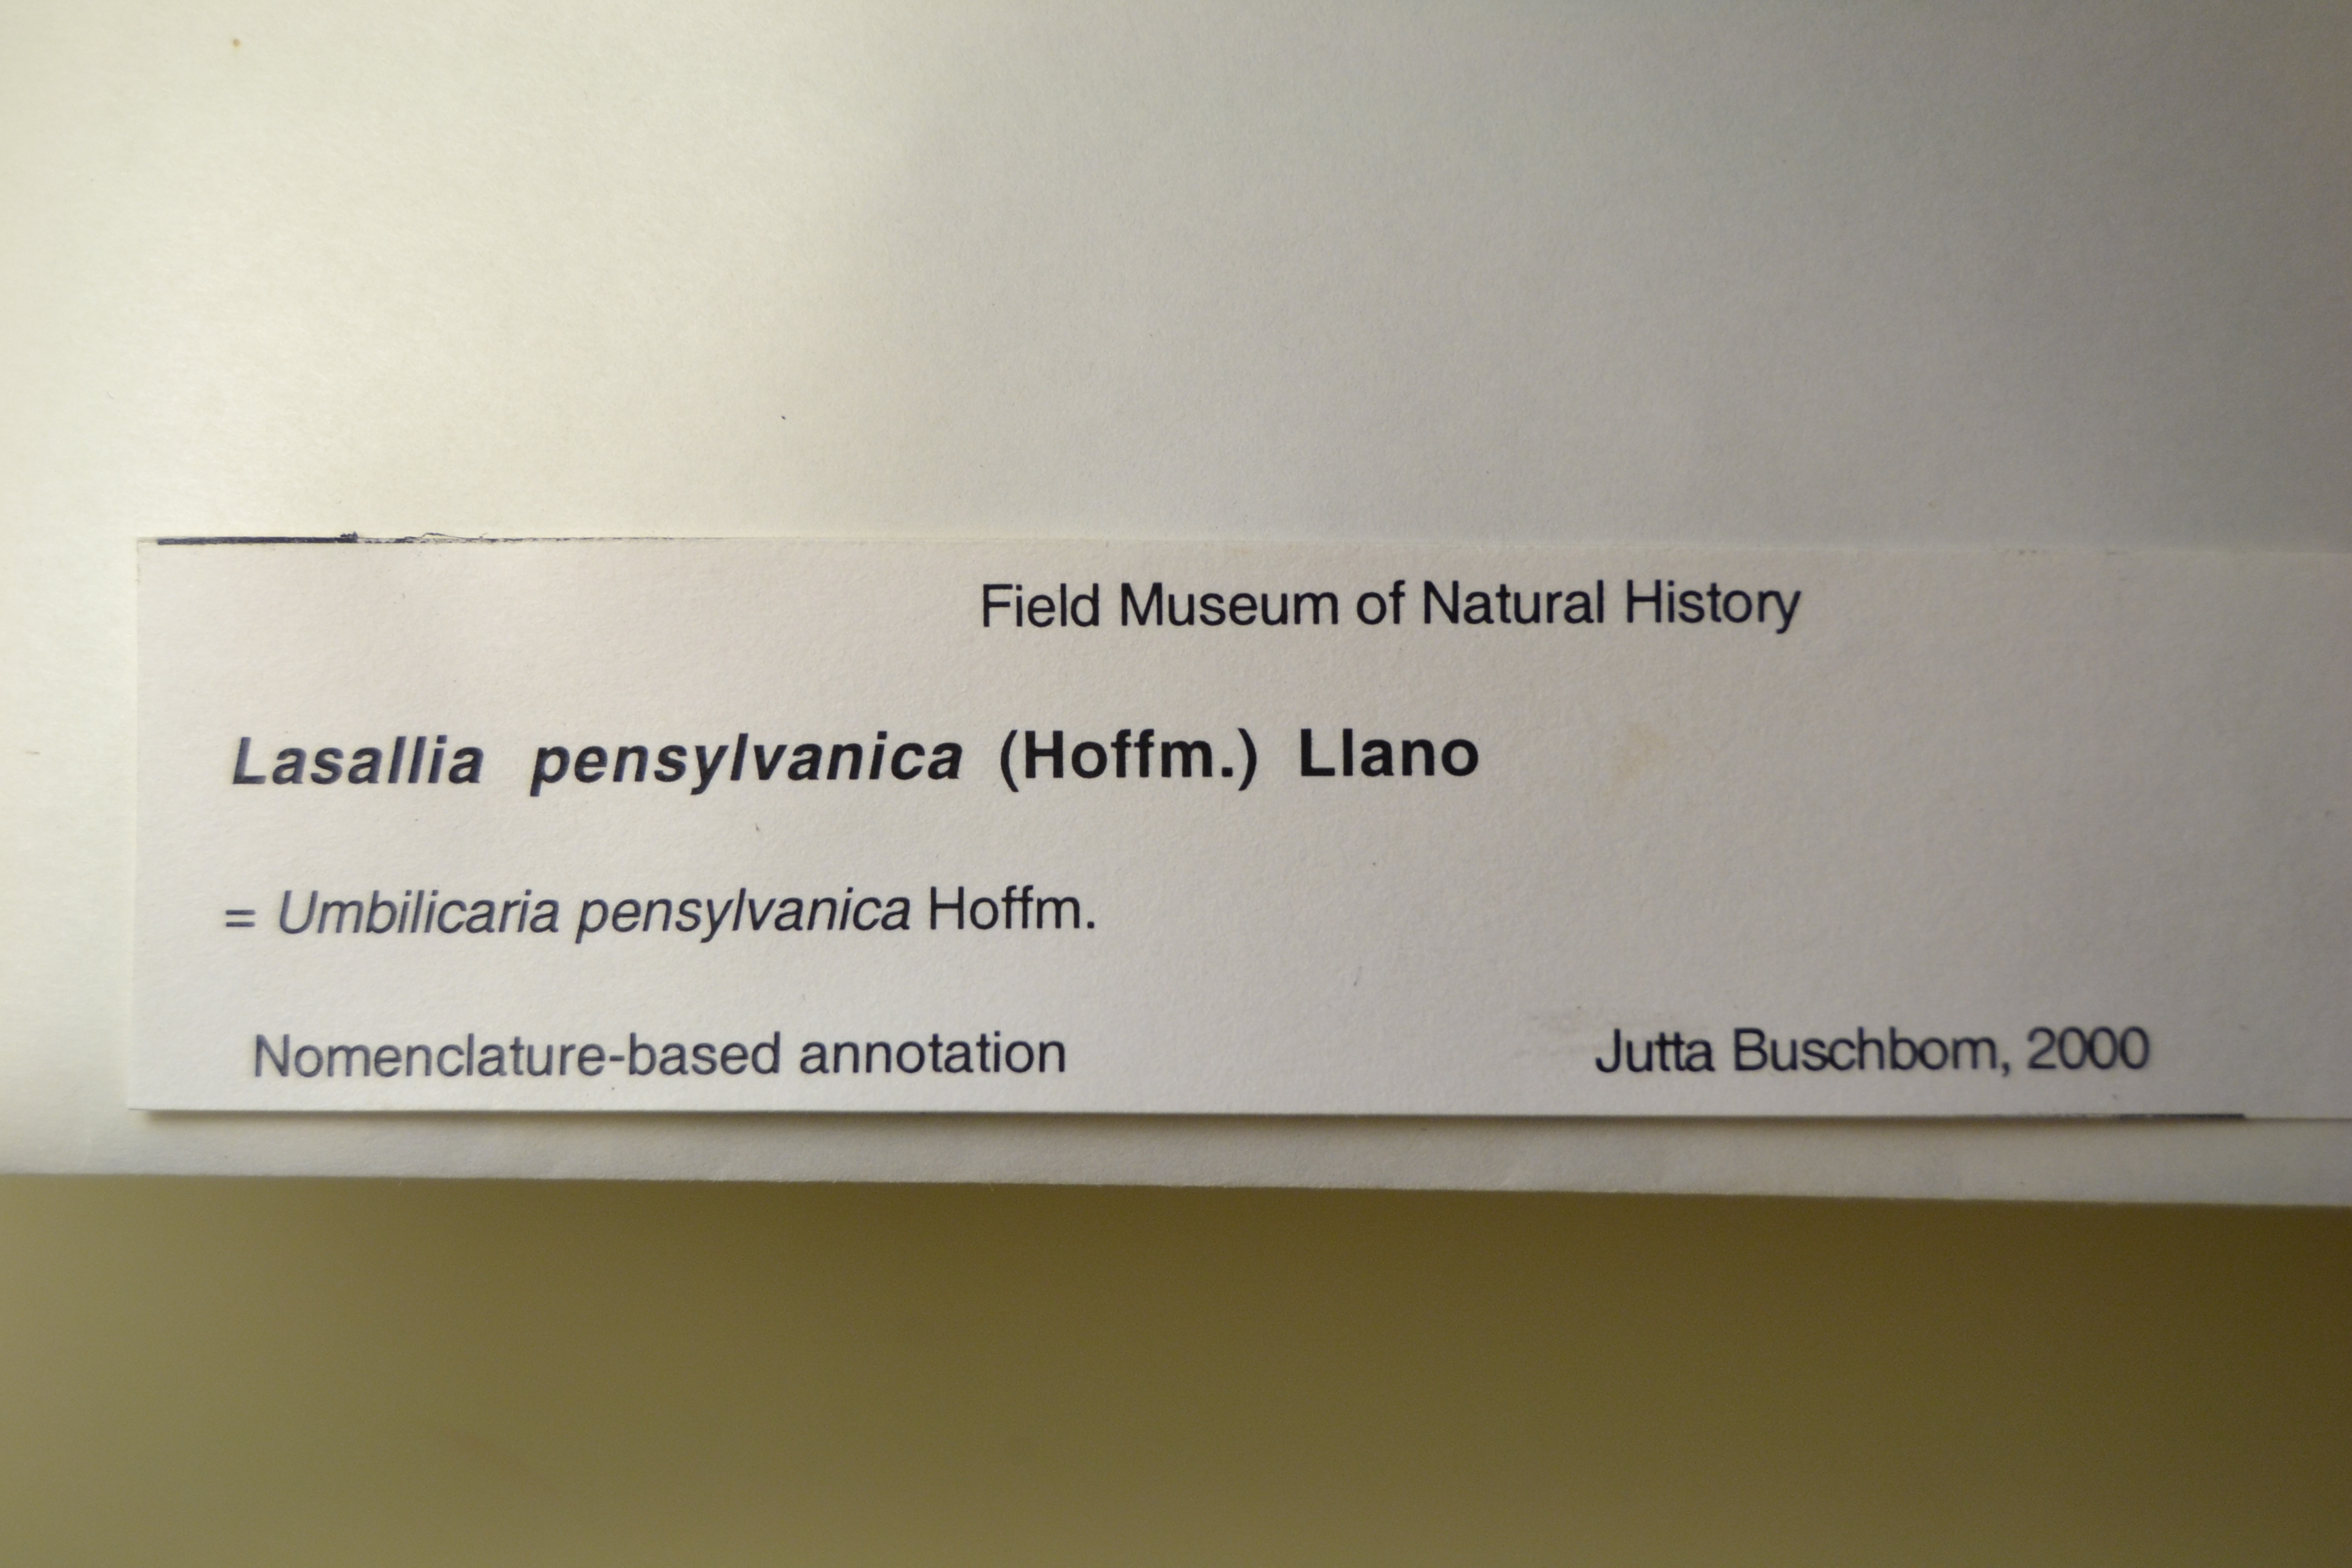 Field Museum of Natural History
Lasallia pensylvanica (Hoffm.) Llano
= Umbilicaria pensylvanica Hoffm.
Nomenclature-based annotation
Jutta Buschbom, 2000